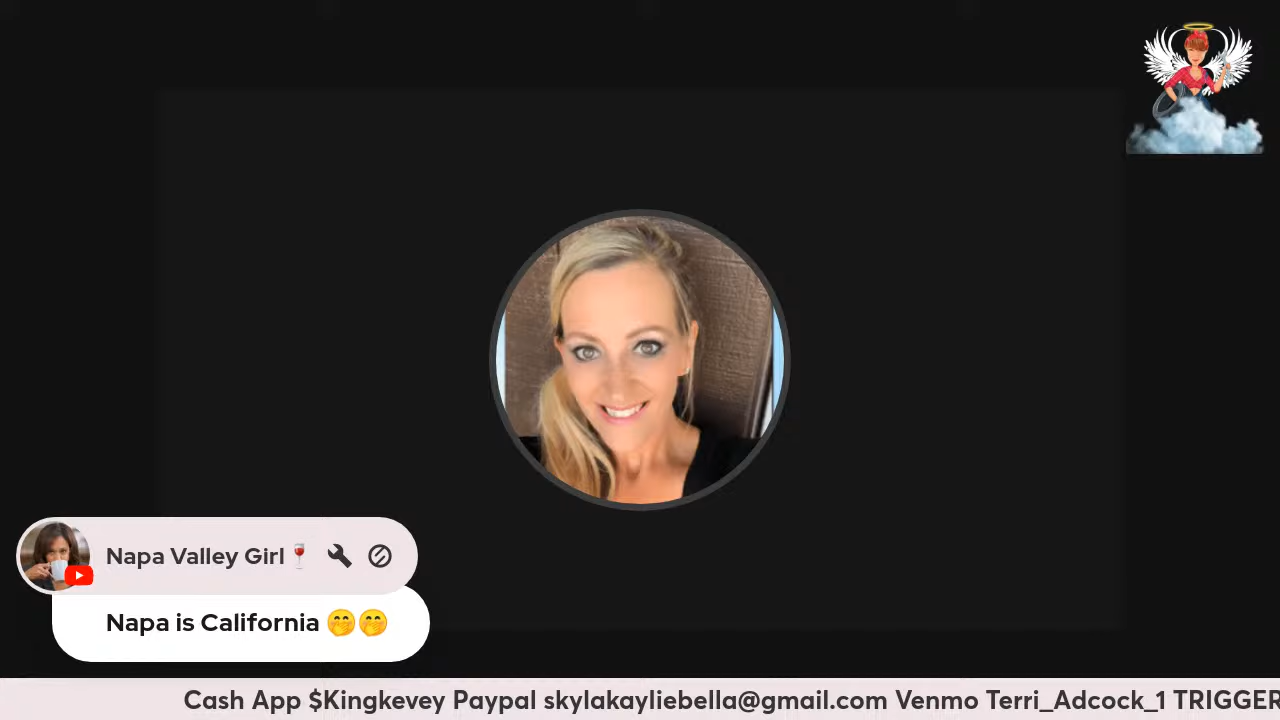 Napa Valley Girl🍷
Napa is California 🤭🤭
Cash App $Kingkevey Paypal skylakayliebella@gmail.com Venmo Terri_Adcock_1 TRIGGER